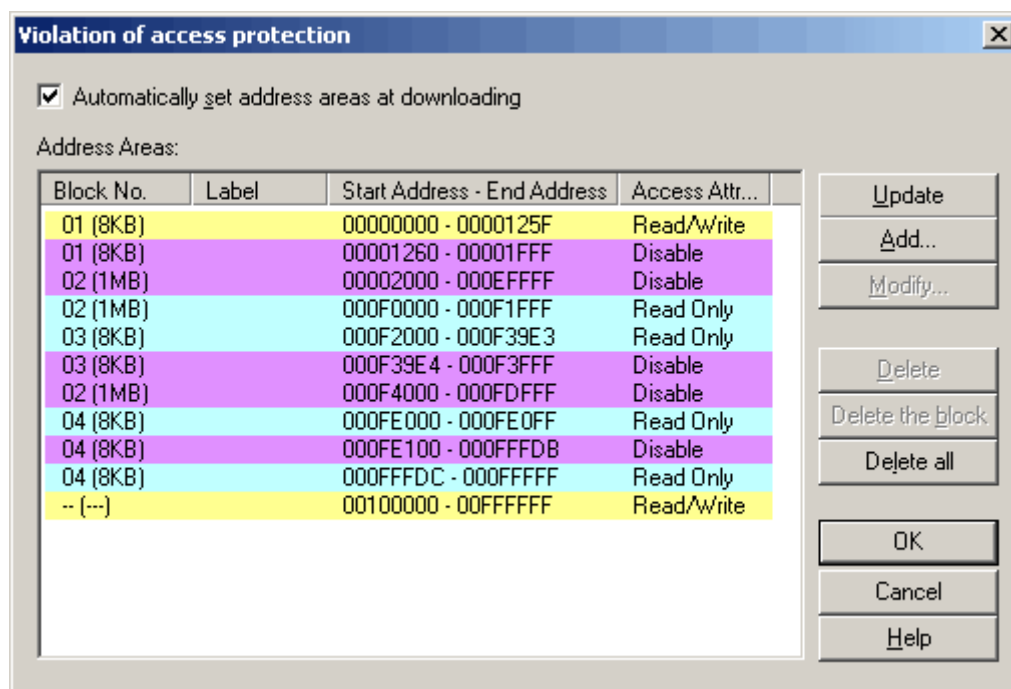 Violation of access protection
Automatically set address areas at downloading
Address Areas:
Block No. Label Start Address - End Address Access Attr...
01 (8KB) 00000000 - 0000125F Read/Write
01 (8KB) 00001260 - 00001FFF Disable
02 (1MB) 00002000 - 000EFFFF Disable
02 (1MB) 000F0000 - 000F1FFF Read Only
03 (8KB) 000F2000 - 000F39E3 Read Only
03 (8KB) 000F39E4 - 000F3FFF Disable
02 (1MB) 000F4000 - 000FDFFF Disable
04 (8KB) 000FE000 - 000FE0FF Read Only
04 (8KB) 000FE100 - 000FFFDB Disable
04 (8KB) 000FFFDC - 000FFFFF Read Only
-- (---) 00100000 - 00FFFFFF Read/Write
Update
Add...
Modify...
Delete
Delete the block
Delete all
OK
Cancel
Help